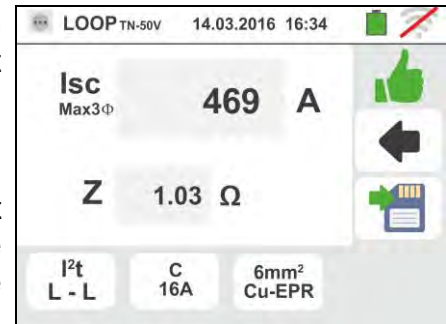 LOOP TN-50V 14.03.2016 16:34
Isc
Max3Φ
469 A
Z 1.03 Ω
I²t
L - L
C
16A
6mm²
Cu-EPR